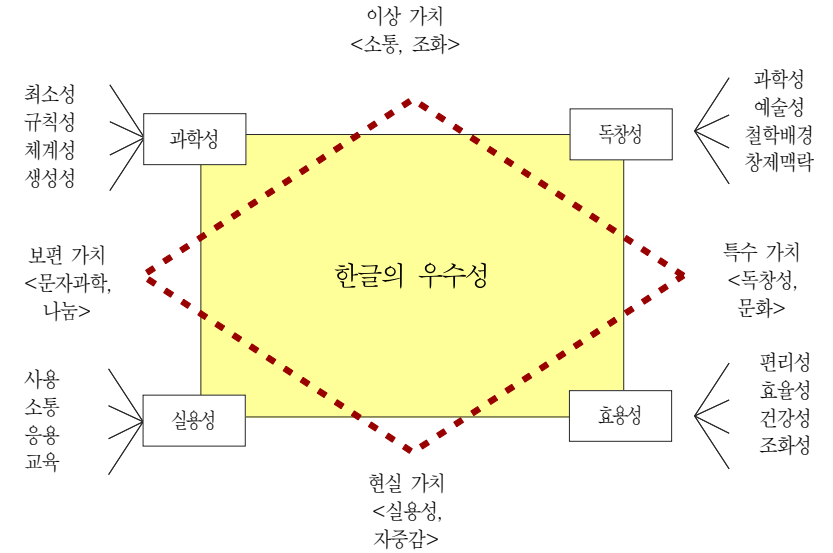 이상 가치
<소통, 조화>
최소성
규칙성
체계성
생성성
과학성
독창성
과학성
예술성
철학배경
창제맥락
보편 가치
<문자과학,
나눔>
한글의 우수성
특수 가치
<독창성,
문화>
사용
소통
응용
교육
실용성
효용성
편리성
효율성
건강성
조화성
현실 가치
<실용성,
자중감>